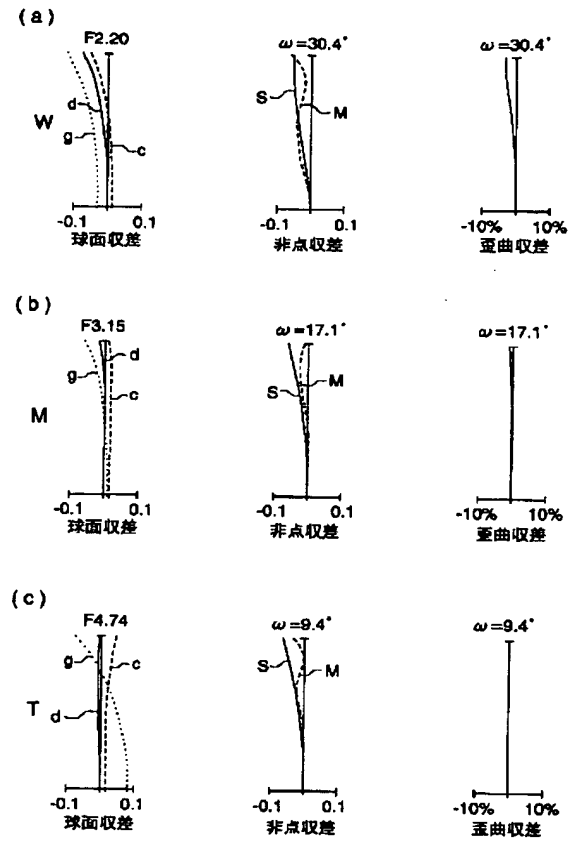 (a)
F2.20
ω=30.4°
ω=30.4°
W
d
g
c
S
M
-0.1
0.1
-0.1
0.1
-10%
10%
球面収差
非点収差
歪曲収差
(b)
F3.15
ω=17.1°
ω=17.1°
M
d
g
c
S
M
-0.1
0.1
-0.1
0.1
-10%
10%
球面収差
非点収差
歪曲収差
(c)
F4.74
ω=9.4°
ω=9.4°
T
g
c
d
S
M
-0.1
0.1
-0.1
0.1
-10%
10%
球面収差
非点収差
歪曲収差